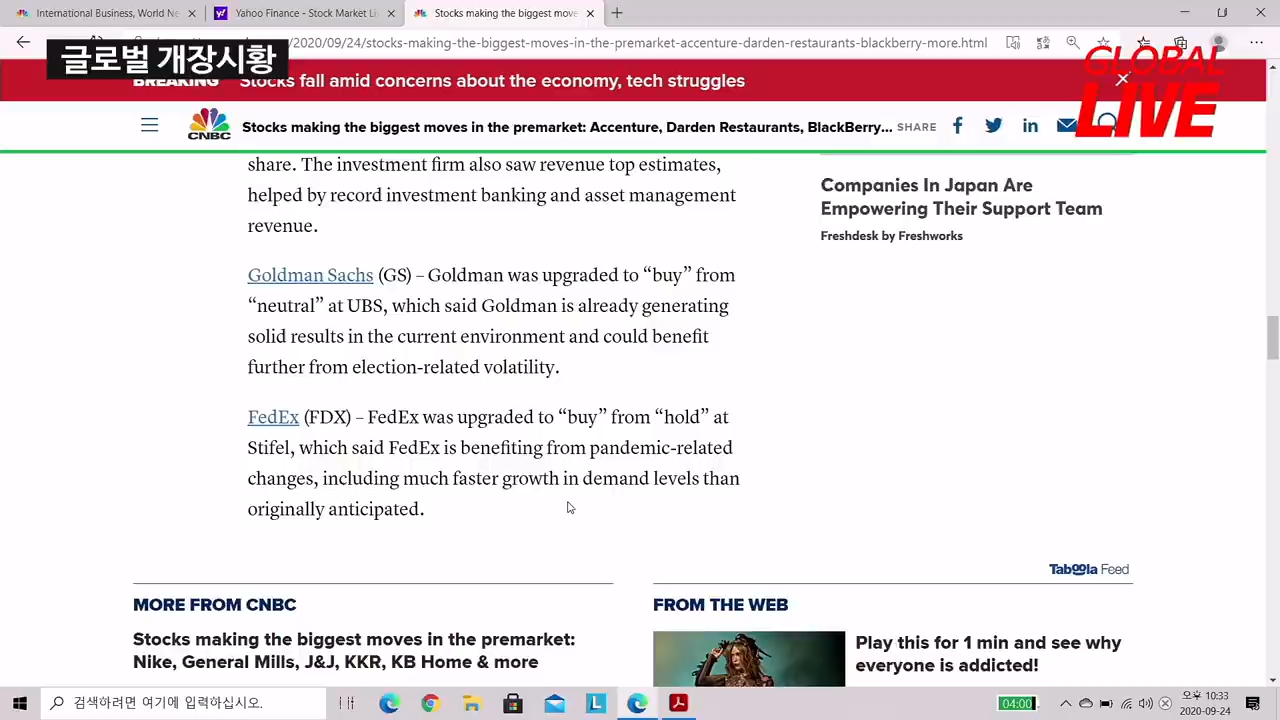 International: World Ne
Yahoo Finance - Stock Market Li
Stocks making the biggest move
글로벌 개장시황
/2020/09/24/stocks-making-the-biggest-moves-in-the-premarket-accenture-darden-restaurants-blackberry-more.html
GLOBAL
LIVE
BREAKING
Stocks fall amid concerns about the economy, tech struggles
CNBC
Stocks making the biggest moves in the premarket: Accenture, Darden Restaurants, BlackBerry...
SHARE
share. The investment firm also saw revenue top estimates,
helped by record investment banking and asset management
revenue.
Companies In Japan Are
Empowering Their Support Team
Freshdesk by Freshworks
Goldman Sachs (GS) – Goldman was upgraded to “buy” from
“neutral” at UBS, which said Goldman is already generating
solid results in the current environment and could benefit
further from election-related volatility.
FedEx (FDX) – FedEx was upgraded to “buy” from “hold” at
Stifel, which said FedEx is benefiting from pandemic-related
changes, including much faster growth in demand levels than
originally anticipated.
Taboola Feed
MORE FROM CNBC
Stocks making the biggest moves in the premarket:
Nike, General Mills, J&J, KKR, KB Home & more
FROM THE WEB
Play this for 1 min and see why
everyone is addicted!
검색하려면 여기에 입력하십시오.
04:00
오후 10:33
2020-09-24